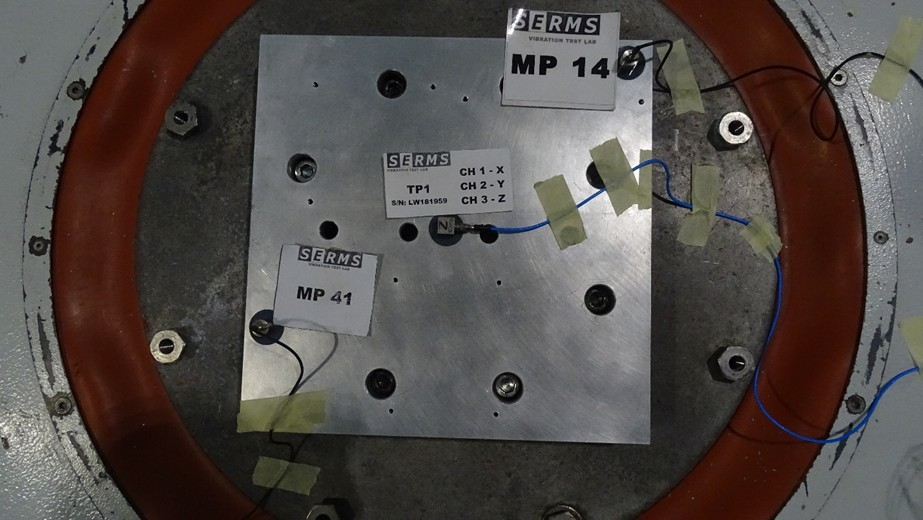 SERMS
VIBRATION TEST LAB
MP 14
SERMS
VIBRATION TEST LAB
CH 1 - X
TP1 CH 2 - Y
S/N: LW181959 CH 3 - Z
Z
SERMS
VIBRATION TEST LAB
MP 41